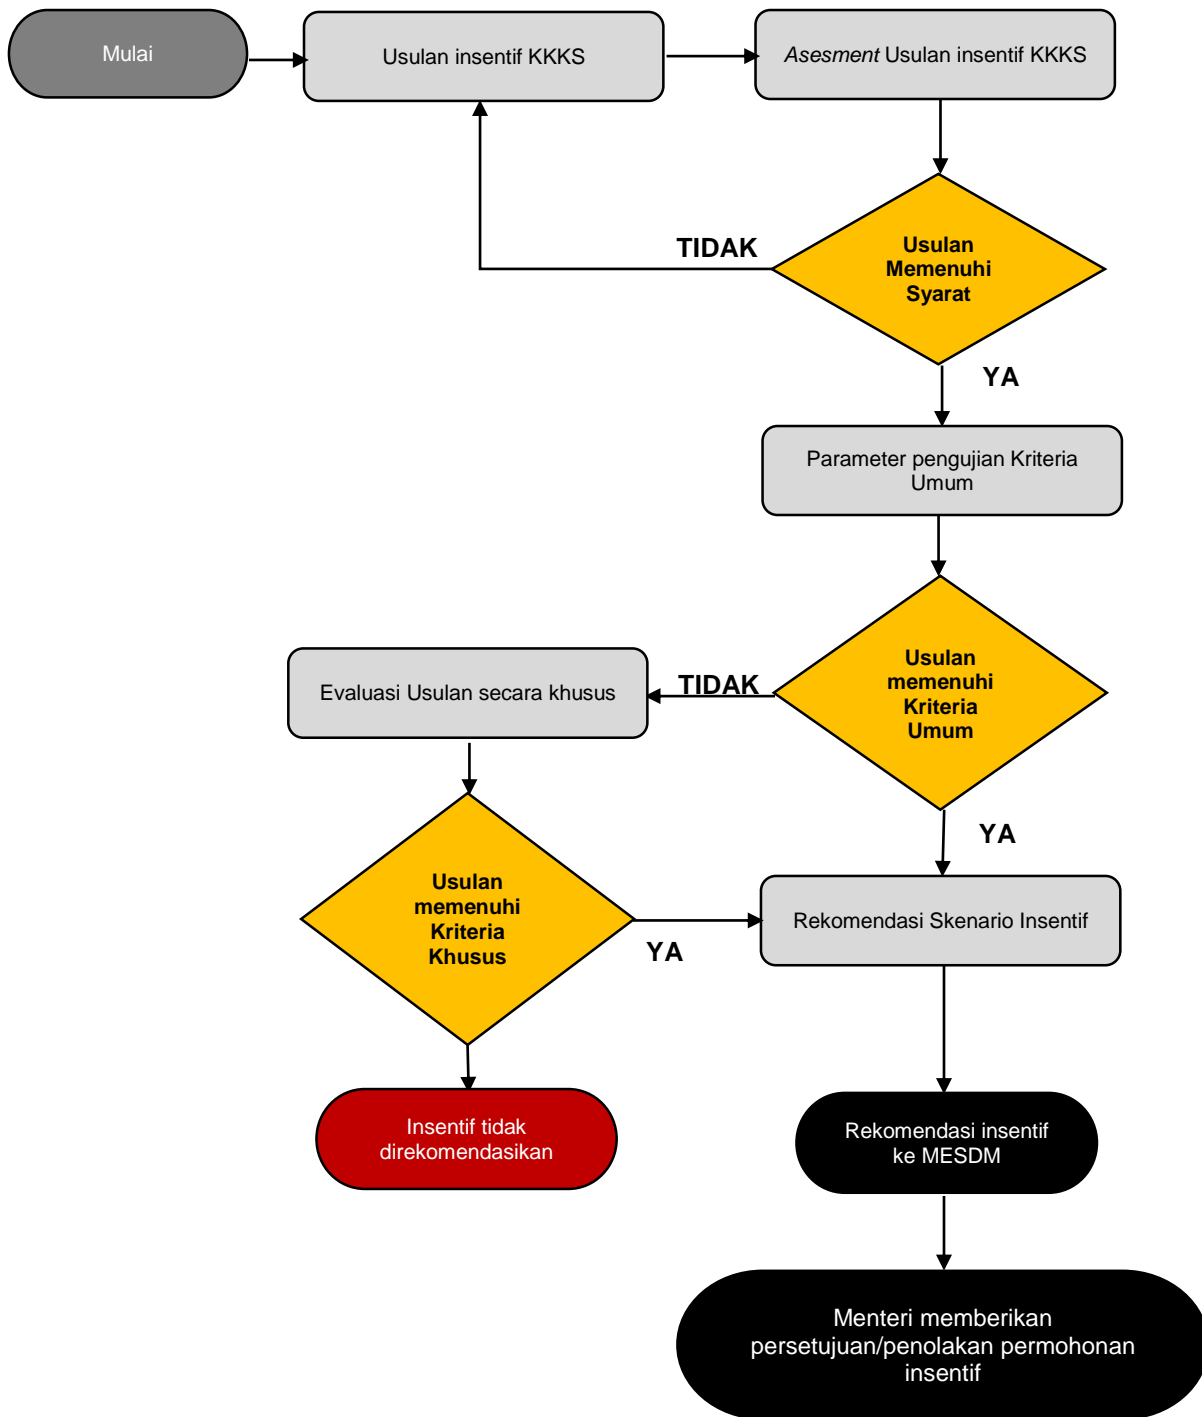 Mulai
Usulan insentif KKKS
Asesment Usulan insentif KKKS
TIDAK
Usulan
Memenuhi
Syarat
YA
Parameter pengujian Kriteria
Umum
Usulan
memenuhi
Kriteria
Umum
TIDAK
Evaluasi Usulan secara khusus
YA
Usulan
memenuhi
Kriteria
Khusus
YA
Rekomendasi Skenario Insentif
Insentif tidak
direkomendasikan
Rekomendasi insentif
ke MESDM
Menteri memberikan
persetujuan/penolakan permohonan
insentif